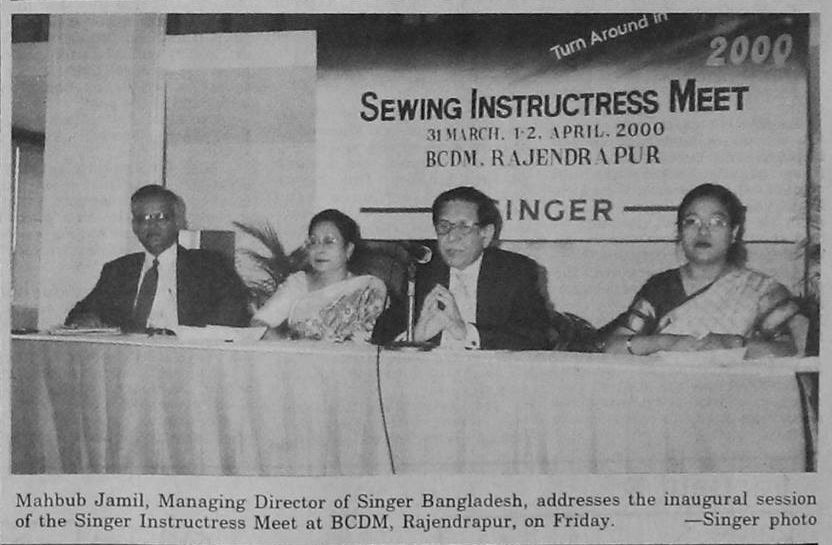 Turn Around in
2000
SEWING INSTRUCTRESS MEET
31 MARCH, 1-2, APRIL, 2000
BCDM, RAJENDRAPUR
SINGER
Mahbub Jamil, Managing Director of Singer Bangladesh, addresses the inaugural session
of the Singer Instructress Meet at BCDM, Rajendrapur, on Friday. —Singer photo